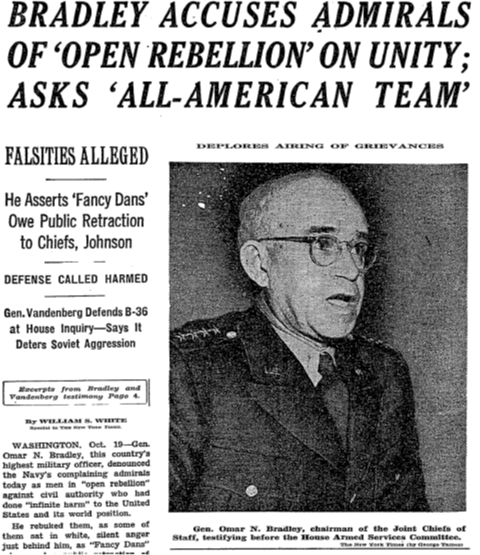 BRADLEY ACCUSES ADMIRALS
OF 'OPEN REBELLION' ON UNITY;
ASKS 'ALL-AMERICAN TEAM'
DEPLORES AIRING OF GRIEVANCES
FALSITIES ALLEGED
He Asserts 'Fancy Dans'
Owe Public Retraction
to Chiefs, Johnson
DEFENSE CALLED HARMED
Gen. Vandenberg Defends B-36
at House Inquiry—Says It
Deters Soviet Aggression
Excerpts from Bradley and
Vandenberg testimony Page 4.
By WILLIAM S. WHITE
Special to THE NEW YORK TIMES.
WASHINGTON, Oct. 19—Gen.
Omar N. Bradley, this country's
highest military officer, denounced
the Navy's complaining admirals
today as men in "open rebellion"
against civil authority who had
done "infinite harm" to the United
States and its world position.
He rebuked them, as some of
them sat in white, silent anger
just behind him, as "Fancy Dans"
Gen. Omar N. Bradley, chairman of the Joint Chiefs of
Staff, testifying before the House Armed Services Committee.
The New York Times (by George Tames)